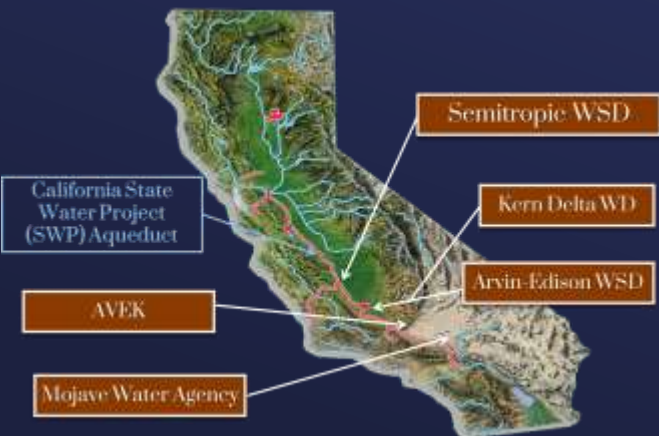 Semitropic WSD
California State
Water Project
(SWP) Aqueduct
Kern Delta WD
Arvin-Edison WSD
AVEK
Mojave Water Agency